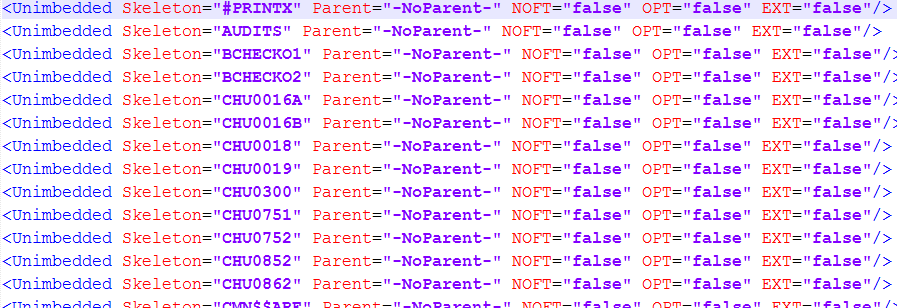 <Unimbedded Skeleton="#PRINTX" Parent="-NoParent-" NOFT="false" OPT="false" EXT="false"/>
<Unimbedded Skeleton="AUDITS" Parent="-NoParent-" NOFT="false" OPT="false" EXT="false"/>
<Unimbedded Skeleton="BCHECKO1" Parent="-NoParent-" NOFT="false" OPT="false" EXT="false"/>
<Unimbedded Skeleton="BCHECKO2" Parent="-NoParent-" NOFT="false" OPT="false" EXT="false"/>
<Unimbedded Skeleton="CHU0016A" Parent="-NoParent-" NOFT="false" OPT="false" EXT="false"/
<Unimbedded Skeleton="CHU0016B" Parent="-NoParent-" NOFT="false" OPT="false" EXT="false"/
<Unimbedded Skeleton="CHU0018" Parent="-NoParent-" NOFT="false" OPT="false" EXT="false"/>
<Unimbedded Skeleton="CHU0019" Parent="-NoParent-" NOFT="false" OPT="false" EXT="false"/>
<Unimbedded Skeleton="CHU0300" Parent="-NoParent-" NOFT="false" OPT="false" EXT="false"/>
<Unimbedded Skeleton="CHU0751" Parent="-NoParent-" NOFT="false" OPT="false" EXT="false"/>
<Unimbedded Skeleton="CHU0752" Parent="-NoParent-" NOFT="false" OPT="false" EXT="false"/>
<Unimbedded Skeleton="CHU0852" Parent="-NoParent-" NOFT="false" OPT="false" EXT="false"/>
<Unimbedded Skeleton="CHU0862" Parent="-NoParent-" NOFT="false" OPT="false" EXT="false"/>
<Unimbedded Parent="-NoParent-" NOFT="false" OPT="false" EXT="false"/>